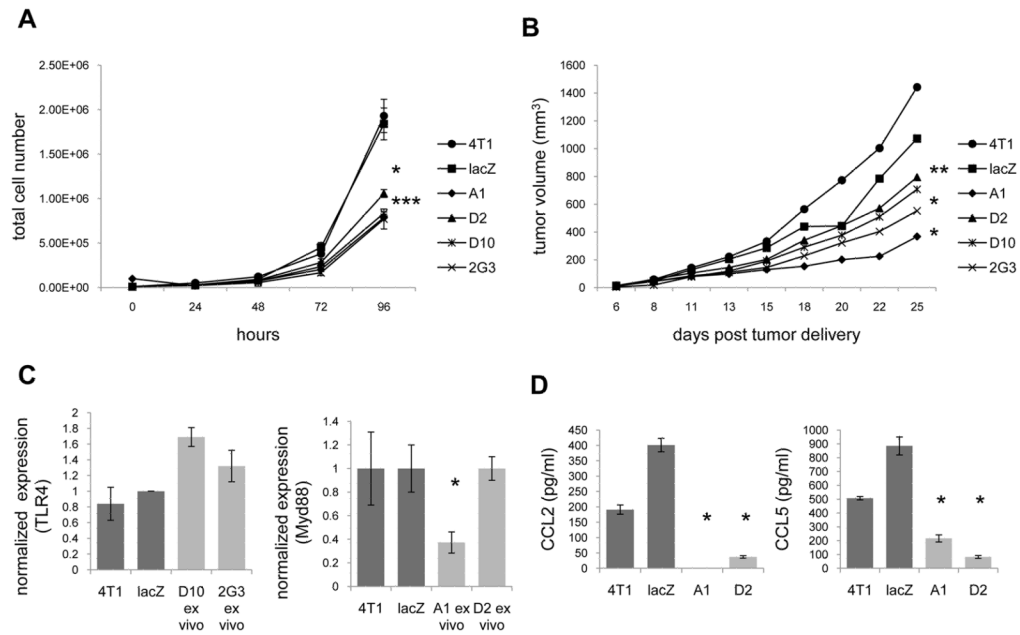 A
total cell number
2.50E+06
2.00E+06
1.50E+06
1.00E+06
5.00E+05
0.00E+00
0 24 48 72 96
hours
*
***
4T1
lacZ
A1
D2
D10
2G3
B
tumor volume (mm3)
1600
1400
1200
1000
800
600
400
200
0
6 8 11 13 15 18 20 22 25
days post tumor delivery
**
*
*
4T1
lacZ
A1
D2
D10
2G3
C
normalized expression
(TLR4)
2
1.8
1.6
1.4
1.2
1
0.8
0.6
0.4
0.2
0
4T1 lacZ D10 2G3
ex ex
vivo vivo
normalized expression
(Myd88)
1.4
1.2
1
0.8
0.6
0.4
0.2
0
*
4T1 lacZ A1 ex D2 ex
vivo vivo
D
CCL2 (pg/ml)
450
400
350
300
250
200
150
100
50
0
* *
4T1 lacZ A1 D2
CCL5 (pg/ml)
1000
900
800
700
600
500
400
300
200
100
0
* *
4T1 lacZ A1 D2